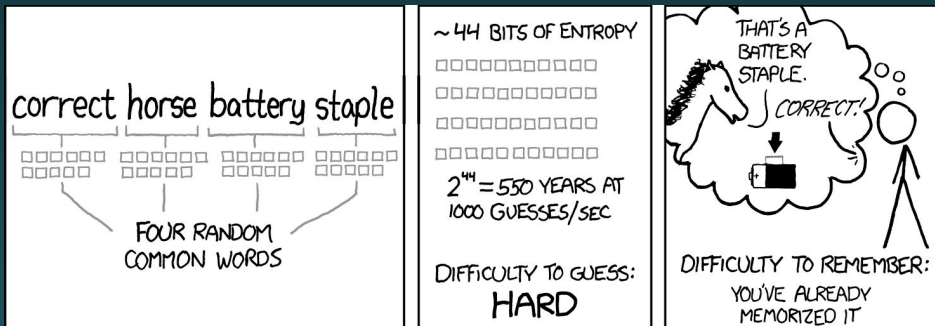 correct horse battery staple
FOUR RANDOM
COMMON WORDS
~44 BITS OF ENTROPY
2^44 = 550 YEARS AT
1000 GUESSES/SEC
DIFFICULTY TO GUESS:
HARD
THAT'S A
BATTERY
STAPLE.
CORRECT!
+
DIFFICULTY TO REMEMBER:
YOU'VE ALREADY
MEMORIZED IT